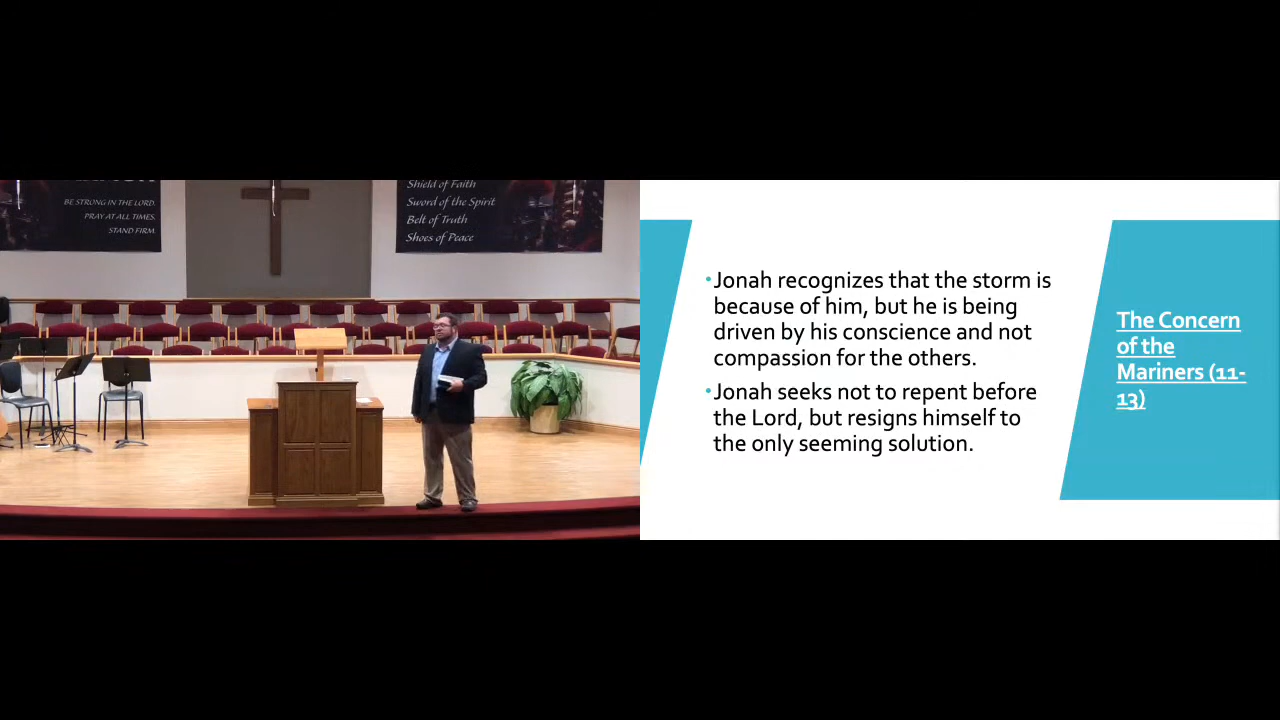 BE STRONG IN THE LORD.
PRAY AT ALL TIMES.
STAND FIRM.
Shield of Faith
Sword of the Spirit
Belt of Truth
Shoes of Peace
•Jonah recognizes that the storm is
because of him, but he is being
driven by his conscience and not
compassion for the others.
•Jonah seeks not to repent before
the Lord, but resigns himself to
the only seeming solution.
The Concern
of the
Mariners (11-
13)